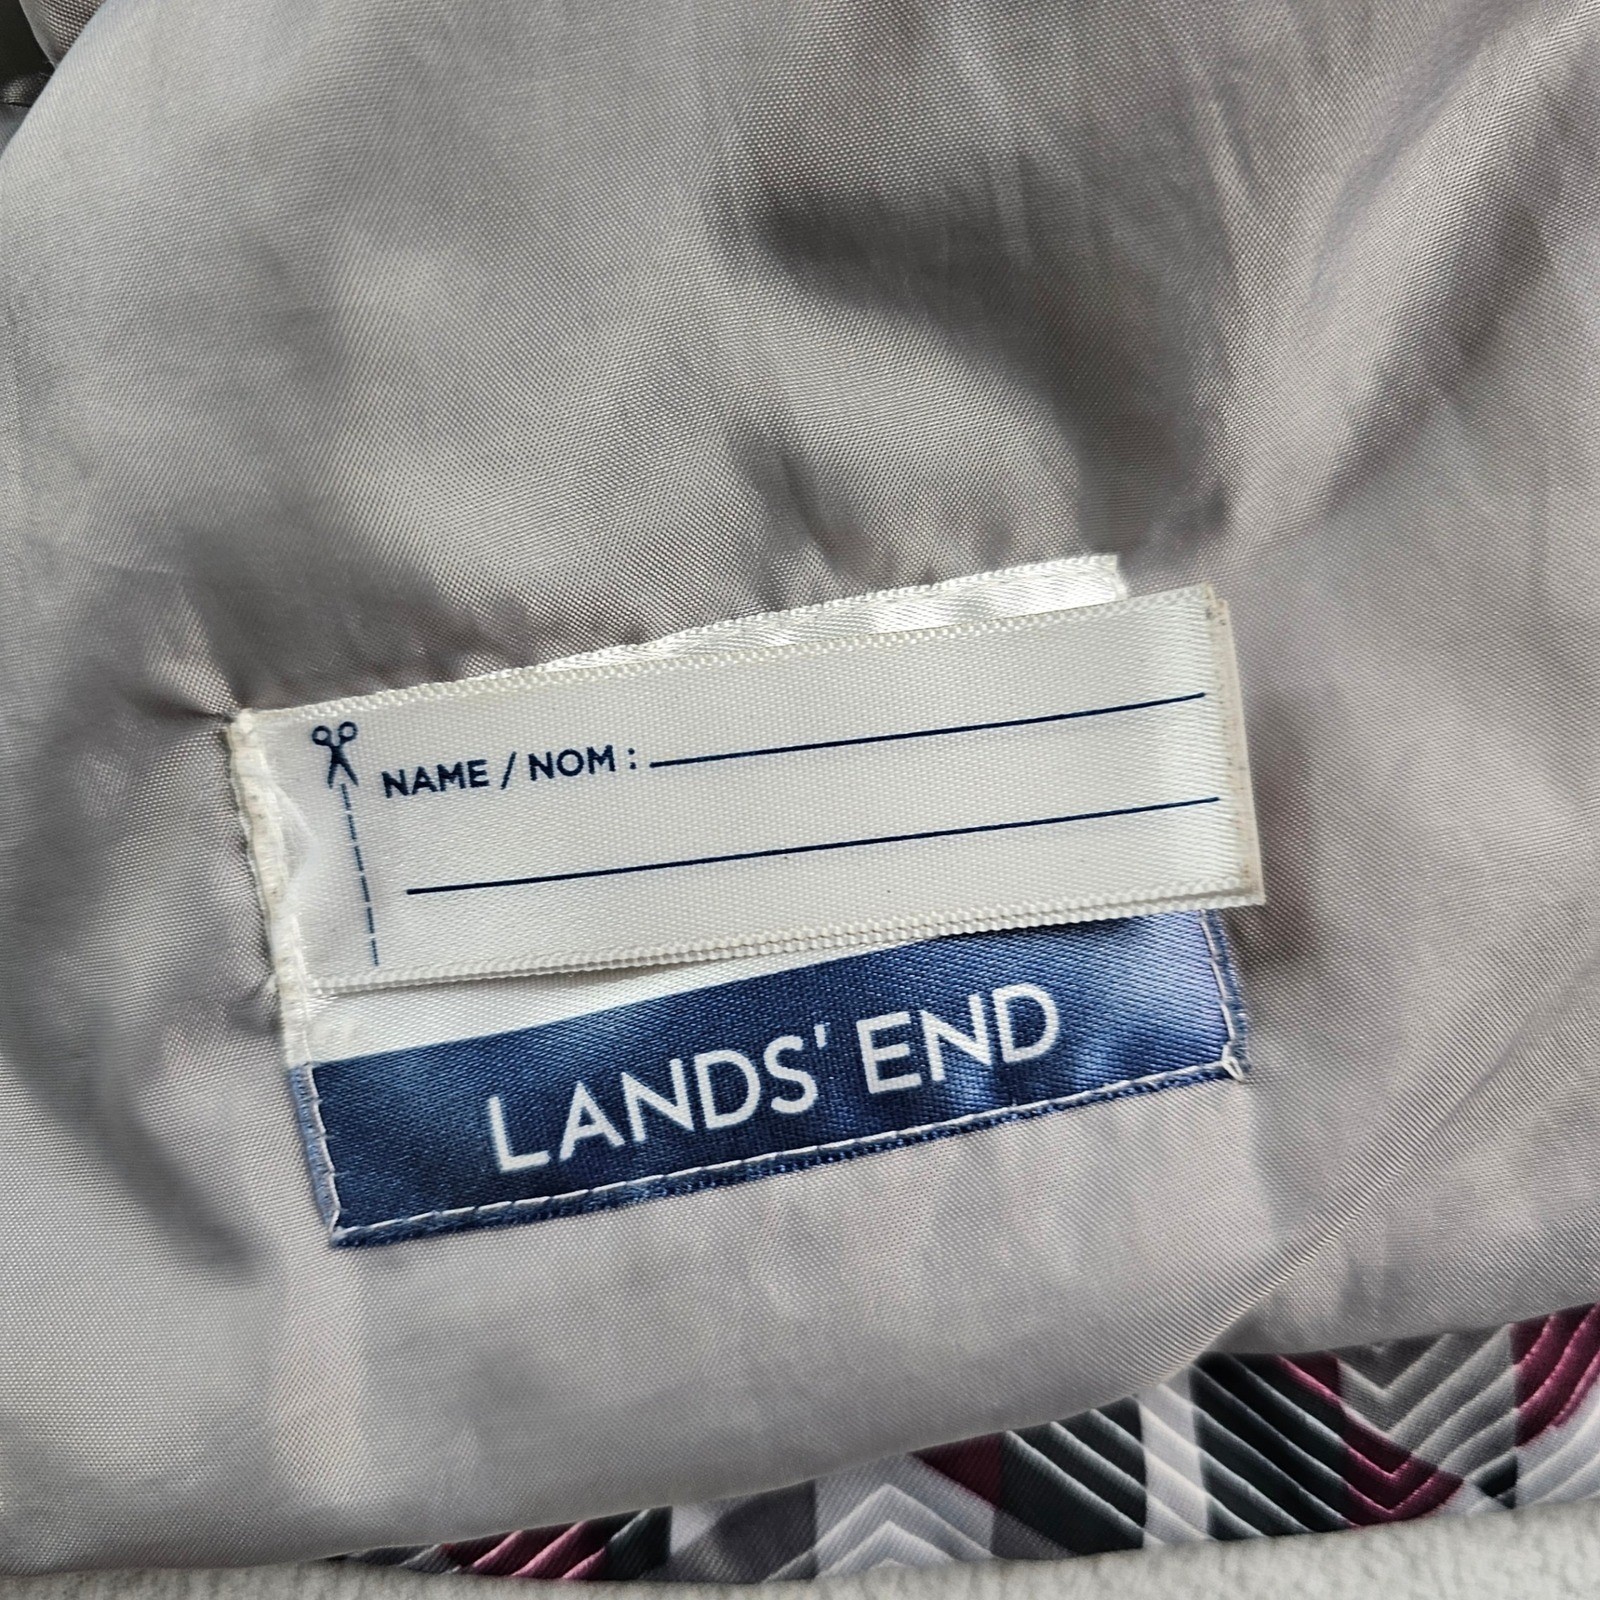 NAME / NOM :
LANDS' END